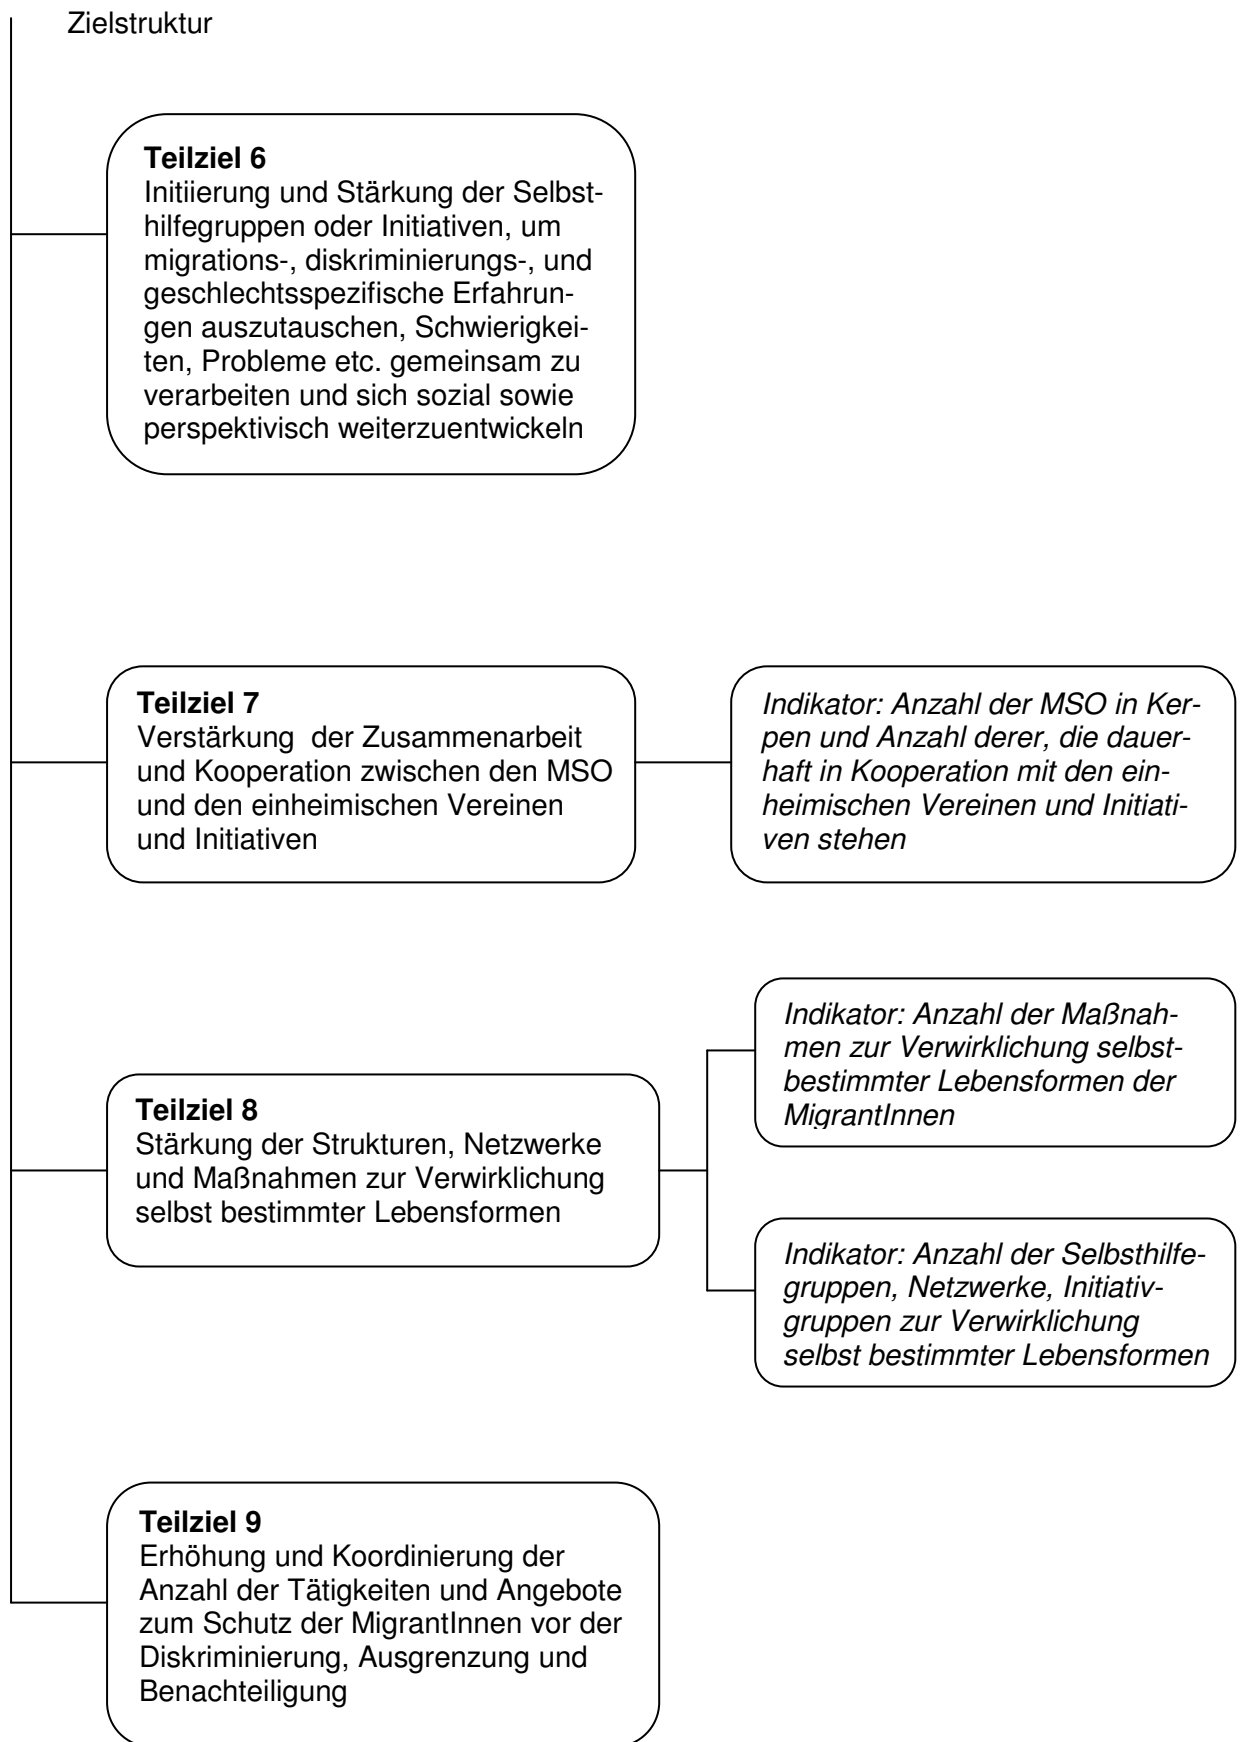 Zielstruktur
Teilziel 6
Initiierung und Stärkung der Selbst-
hilfegruppen oder Initiativen, um
migrations-, diskriminierungs-, und
geschlechtsspezifische Erfahrun-
gen auszutauschen, Schwierigkei-
ten, Probleme etc. gemeinsam zu
verarbeiten und sich sozial sowie
perspektivisch weiterzuentwickeln
Teilziel 7
Verstärkung  der Zusammenarbeit
und Kooperation zwischen den MSO
und den einheimischen Vereinen
und Initiativen
Indikator: Anzahl der MSO in Ker-
pen und Anzahl derer, die dauer-
haft in Kooperation mit den ein-
heimischen Vereinen und Initiati-
ven stehen
Teilziel 8
Stärkung der Strukturen, Netzwerke
und Maßnahmen zur Verwirklichung
selbst bestimmter Lebensformen
Indikator: Anzahl der Maßnah-
men zur Verwirklichung selbst-
bestimmter Lebensformen der
MigrantInnen
Indikator: Anzahl der Selbsthilfe-
gruppen, Netzwerke, Initiativ-
gruppen zur Verwirklichung
selbst bestimmter Lebensformen
Teilziel 9
Erhöhung und Koordinierung der
Anzahl der Tätigkeiten und Angebote
zum Schutz der MigrantInnen vor der
Diskriminierung, Ausgrenzung und
Benachteiligung